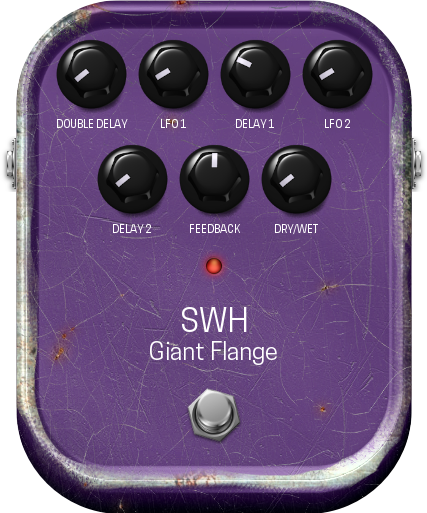 DOUBLE DELAY LFO 1 DELAY 1 LFO 2
DELAY 2 FEEDBACK DRY/WET
SWH
Giant Flange